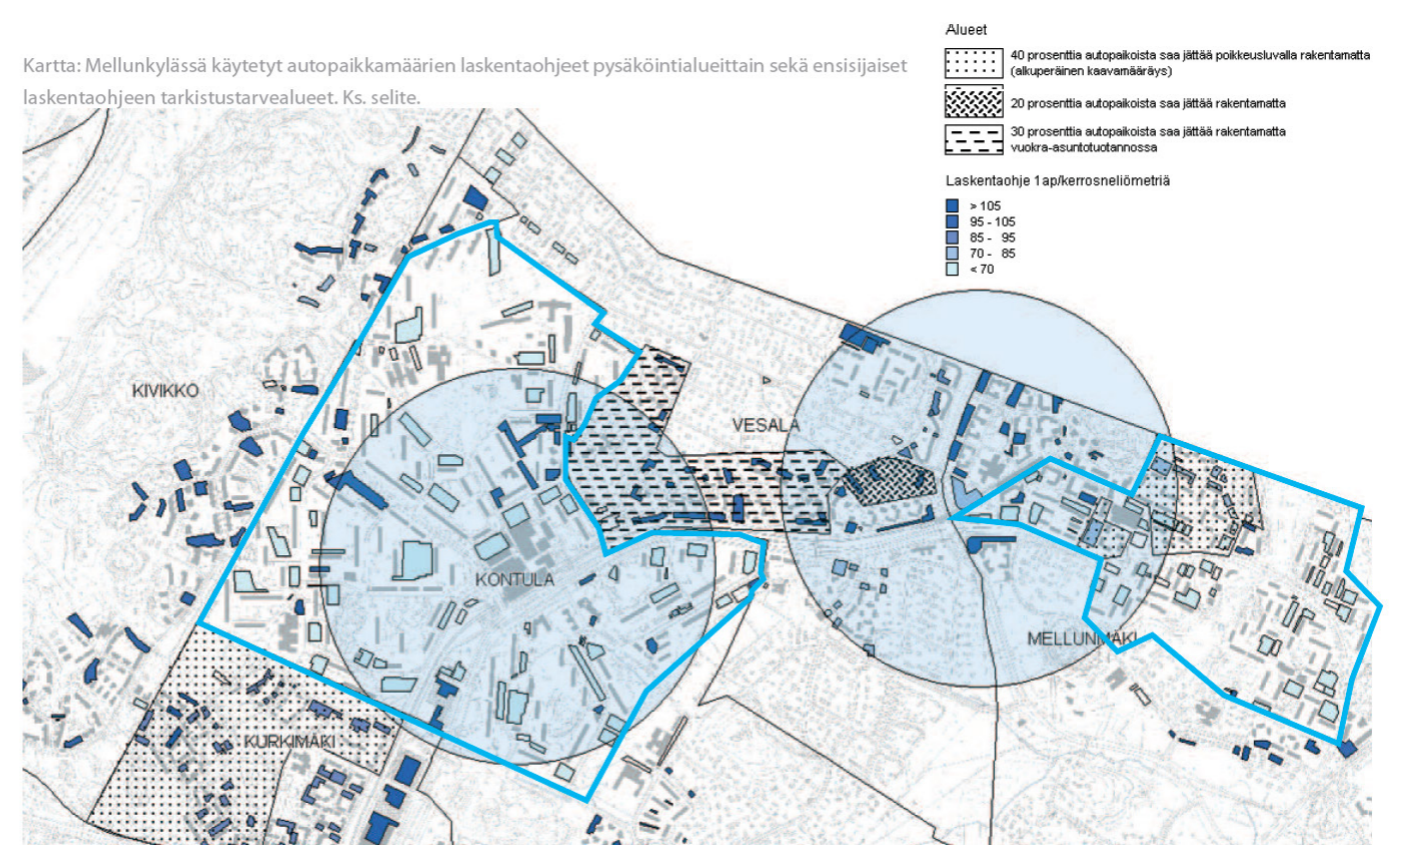 Kartta: Mellunkylässä käytetyt autopaikkamäärien laskentaohjeet pysäköintialueittain sekä ensisijaiset
laskentaohjeen tarkistustarvealueet. Ks. selite.
Alueet
40 prosenttia autopaikoista saa jättää poikkeusluvalla rakentamatta
(alkuperäinen kaavamääräys)
20 prosenttia autopaikoista saa jättää rakentamatta
30 prosenttia autopaikoista saa jättää rakentamatta
vuokra-asuntotuotannossa
Laskentaohje 1ap/kerrosneliömetriä
> 105
95 - 105
85 - 95
70 - 85
< 70
KIVIKKO
VESALA
KONTULA
MELLUNMÄKI
KURKIMÄKI